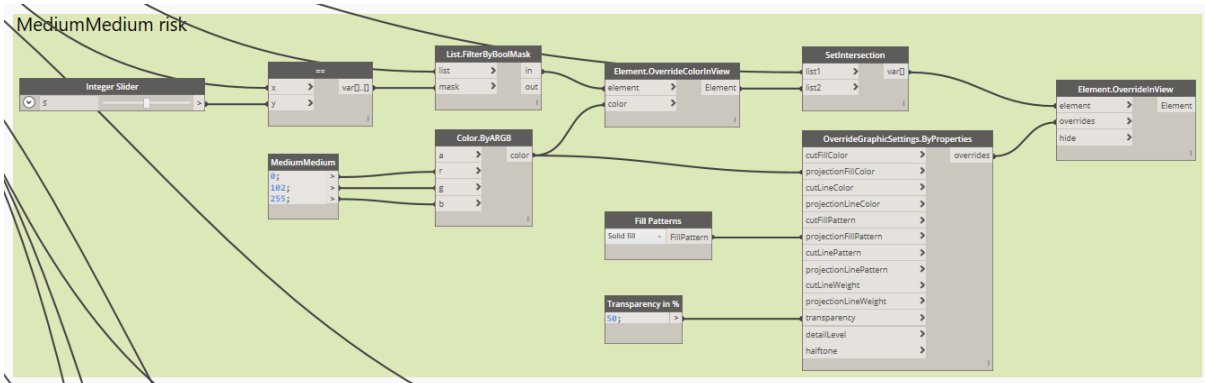 MediumMedium risk
Integer Slider
5 >
==
x > var[]..[]
y >
l
List.FilterByBoolMask
list > in
mask > out
l
Element.OverrideColorInView
element > Element
color >
l
SetIntersection
list1 > var[]
list2 >
l
Element.OverrideInView
element > Element
overrides >
hide >
l
MediumMedium
0; >
102; >
255; >
Color.ByARGB
a > color
r >
g >
b >
l
Fill Patterns
Solid fill FillPattern
Transparency in %
50; >
OverrideGraphicSettings.ByProperties
cutFillColor > overrides
projectionFillColor >
cutLineColor >
projectionLineColor >
cutFillPattern >
projectionFillPattern >
cutLinePattern >
projectionLinePattern >
cutLineWeight >
projectionLineWeight >
transparency >
detailLevel >
halftone >
l